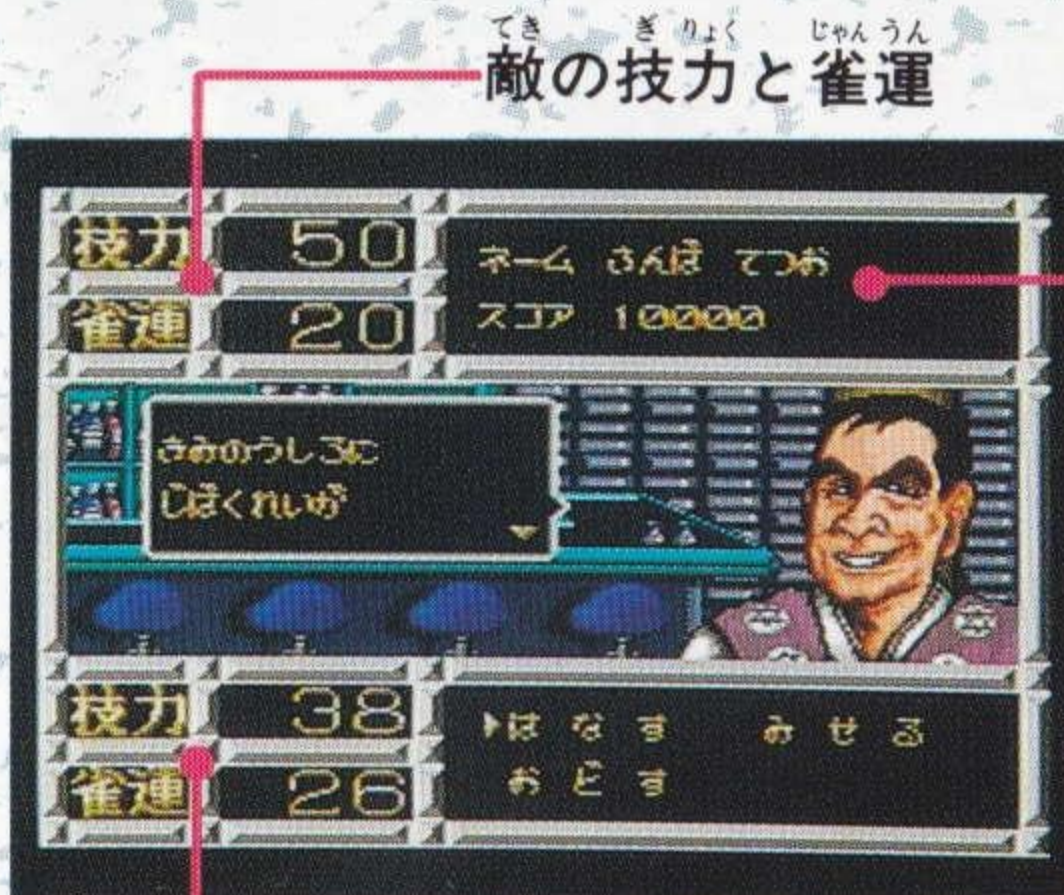 てき ぎ りょく じゃん うん
敵の技力と雀運
技力 50
雀運 20
ネーム さんぼ てつお
スコア 10000
きみのうしろに
じばくれいが
技力 38
雀運 26
はなす みせる
おどす